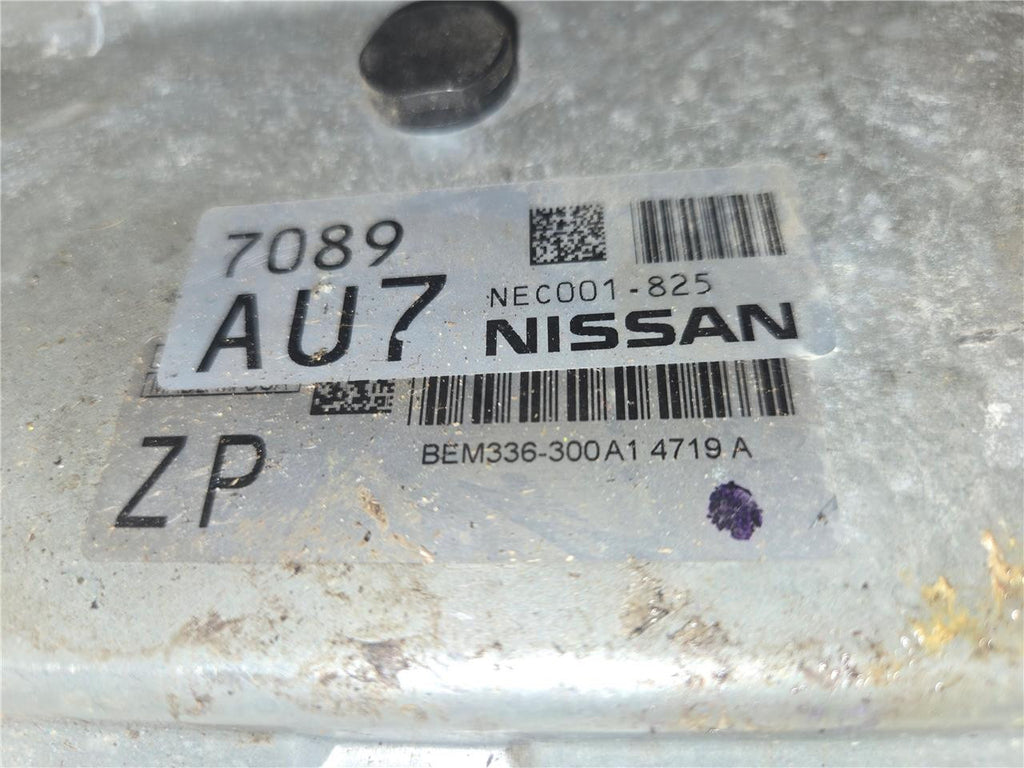 7089
AU7
NEC001-825
NISSAN
ZP
BEM336-300A1 4719 A